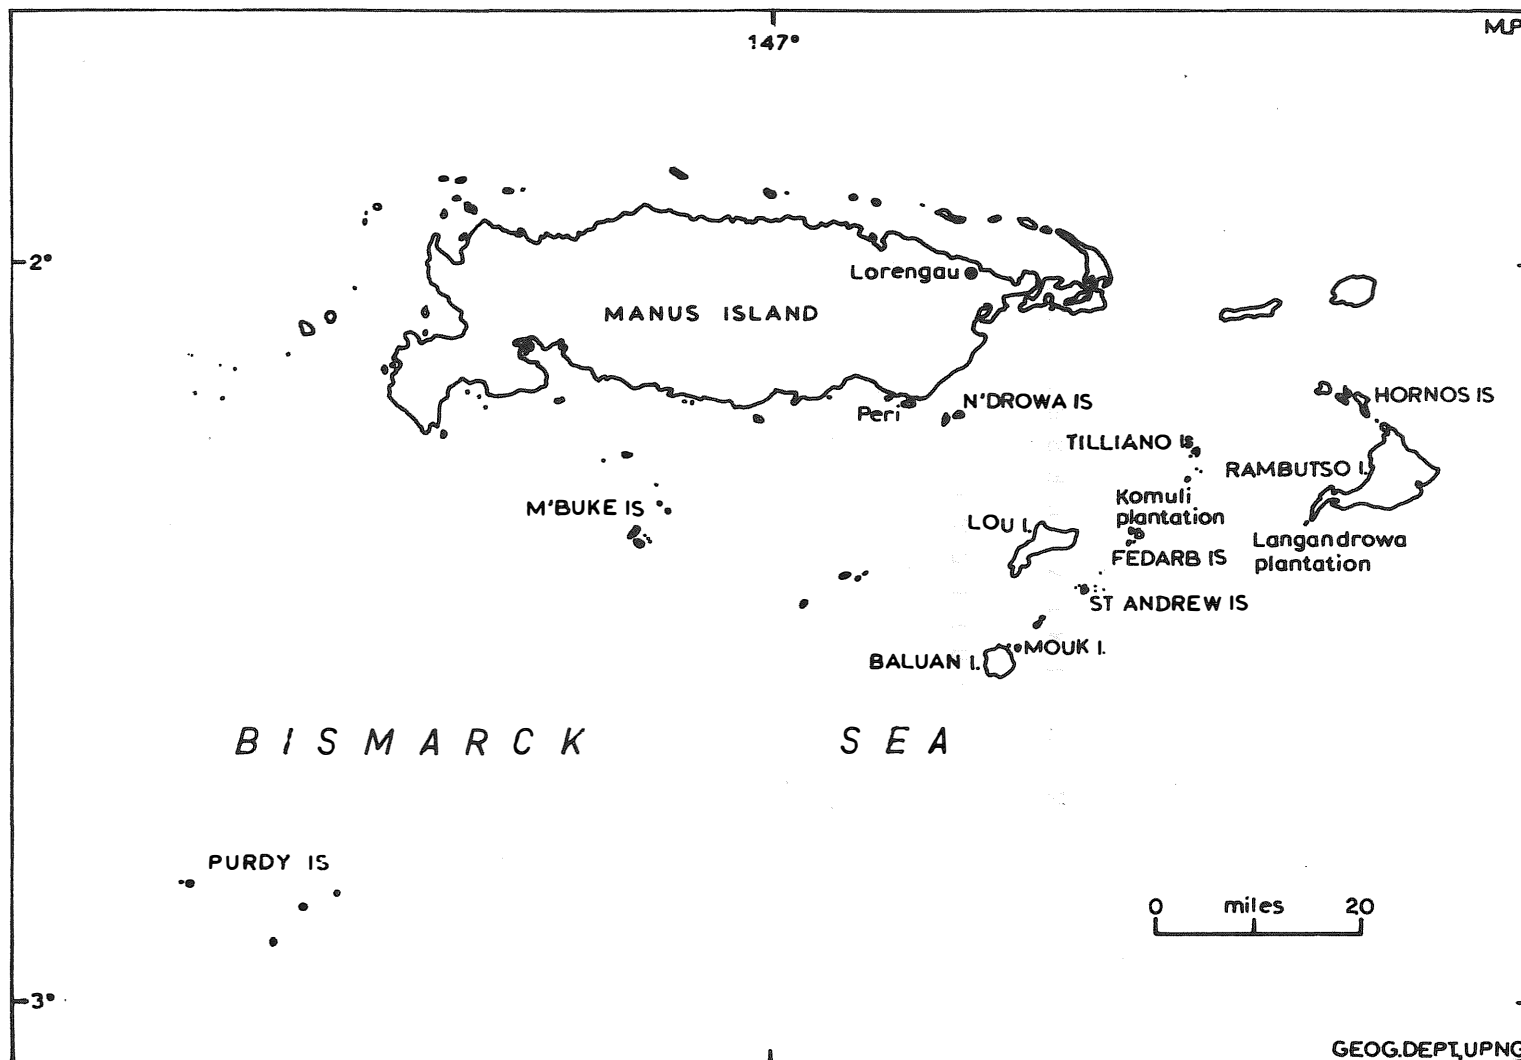 M.P
147°
2°
Lorengau
MANUS ISLAND
HORNOS IS
N'DROWA IS
Peri
TILLIANO IS
RAMBUTSO I.
Komuli
plantation
M'BUKE IS
LOU I.
Langandrowa
plantation
FEDARB IS
ST ANDREW IS
MOUK I.
BALUAN I.
BISMARCK SEA
PURDY IS
0 miles 20
3°
GEOG.DEPT,UPNG